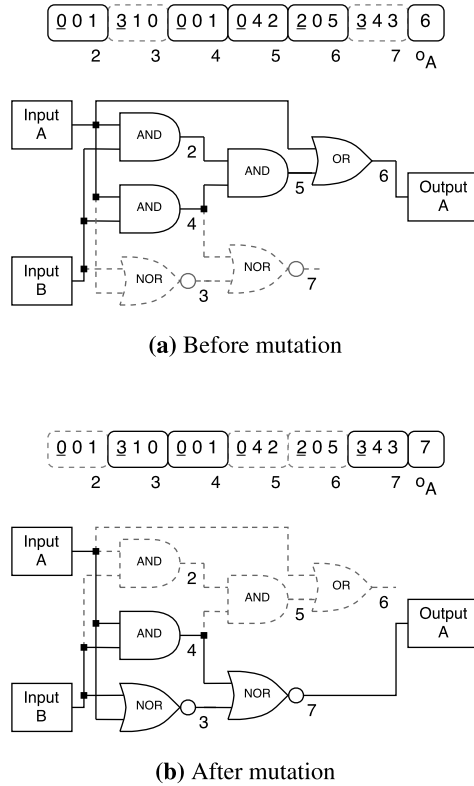 0 0 1 3 1 0 0 0 1 0 4 2 2 0 5 3 4 3 6
2 3 4 5 6 7 oA
Input A
AND
2
AND
OR
5
6
Output A
AND
4
Input B
NOR
3
NOR
7
(a) Before mutation
0 0 1 3 1 0 0 0 1 0 4 2 2 0 5 3 4 3 7
2 3 4 5 6 7 oA
Input A
AND
2
AND
OR
5
6
Output A
AND
4
Input B
NOR
3
NOR
7
(b) After mutation